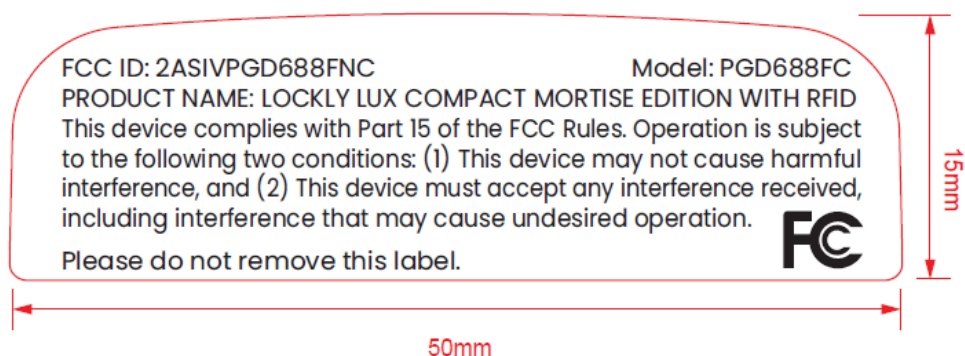 FCC ID: 2ASIVPGD688FNC Model: PGD688FC
PRODUCT NAME: LOCKLY LUX COMPACT MORTISE EDITION WITH RFID
This device complies with Part 15 of the FCC Rules. Operation is subject
to the following two conditions: (1) This device may not cause harmful
interference, and (2) This device must accept any interference received,
including interference that may cause undesired operation.
FC
Please do not remove this label.
15mm
50mm